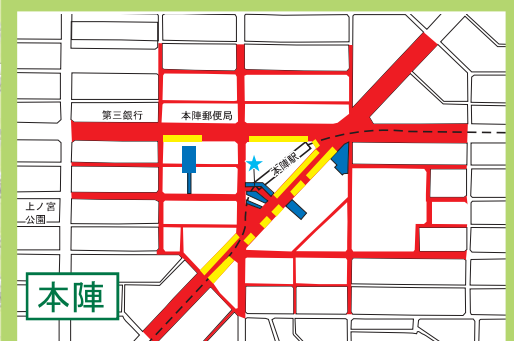 第三銀行
本陣郵便局
本陣駅
上ノ宮
公園
本陣